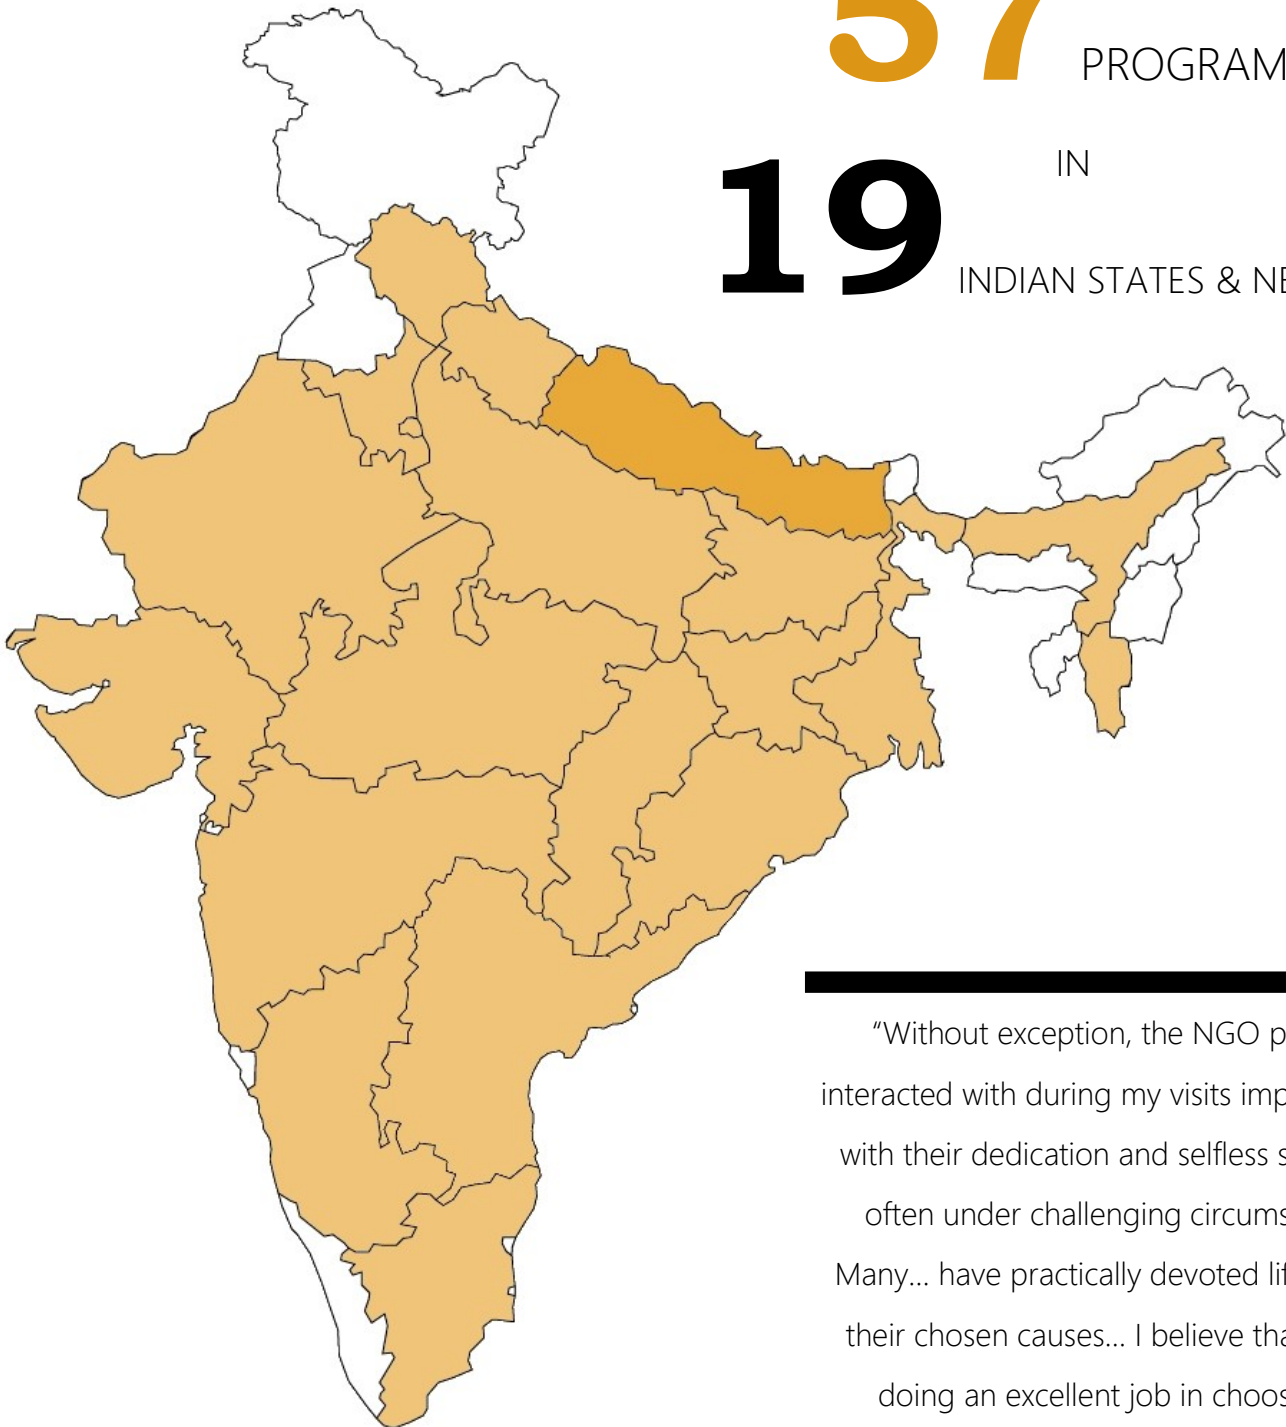 57 PROGRAM
IN
19 INDIAN STATES & NE
“Without exception, the NGO p
interacted with during my visits imp
with their dedication and selfless s
often under challenging circums
Many... have practically devoted lif
their chosen causes... I believe tha
doing an excellent job in choos